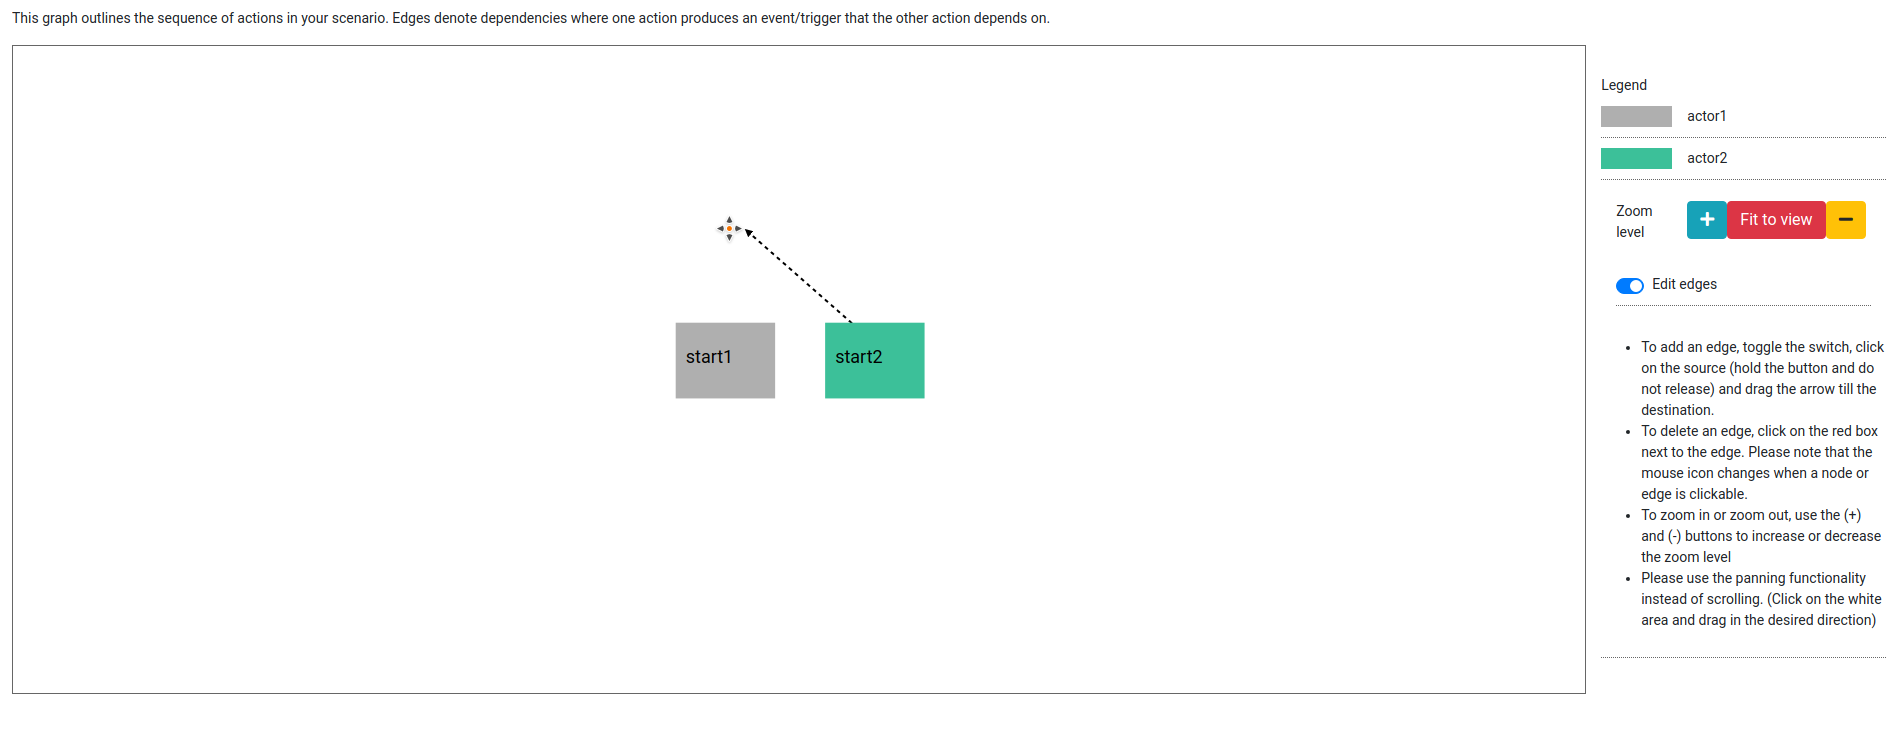 This graph outlines the sequence of actions in your scenario. Edges denote dependencies where one action produces an event/trigger that the other action depends on.
Legend
actor1
actor2
Zoom
level
+
Fit to view
−
Edit edges
start1
start2
• To add an edge, toggle the switch, click
on the source (hold the button and do
not release) and drag the arrow till the
destination.
• To delete an edge, click on the red box
next to the edge. Please note that the
mouse icon changes when a node or
edge is clickable.
• To zoom in or zoom out, use the (+)
and (-) buttons to increase or decrease
the zoom level
• Please use the panning functionality
instead of scrolling. (Click on the white
area and drag in the desired direction)